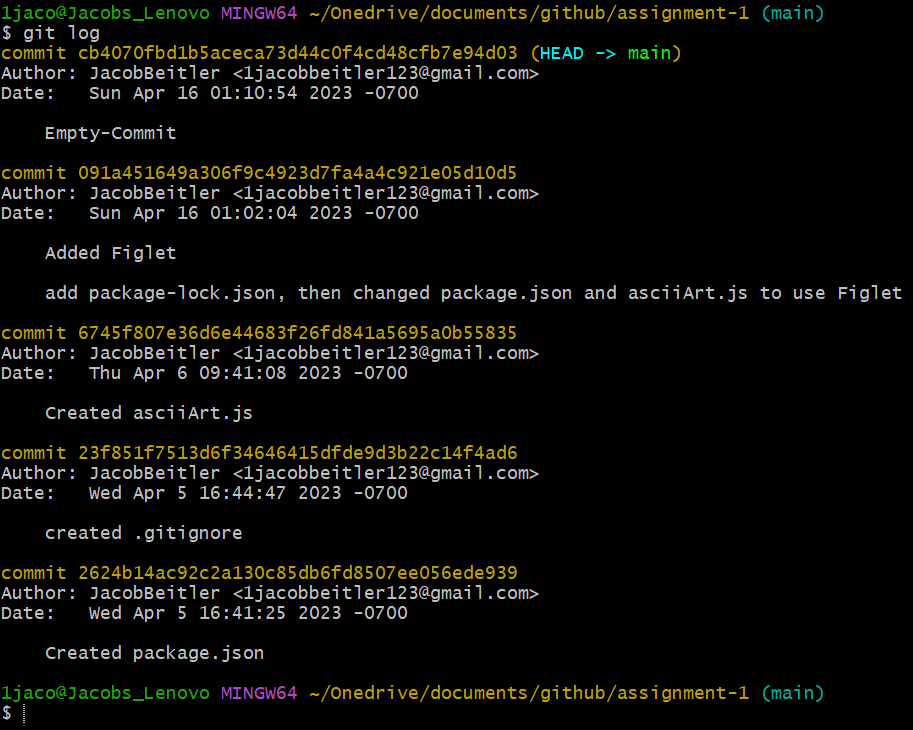 1jaco@Jacobs_Lenovo MINGW64 ~/Onedrive/documents/github/assignment-1 (main)
$ git log
commit cb4070fbd1b5aceca73d44c0f4cd48cfb7e94d03 (HEAD -> main)
Author: JacobBeitler <1jacobbeitler123@gmail.com>
Date:   Sun Apr 16 01:10:54 2023 -0700

    Empty-Commit

commit 091a451649a306f9c4923d7fa4a4c921e05d10d5
Author: JacobBeitler <1jacobbeitler123@gmail.com>
Date:   Sun Apr 16 01:02:04 2023 -0700

    Added Figlet

    add package-lock.json, then changed package.json and asciiArt.js to use Figlet

commit 6745f807e36d6e44683f26fd841a5695a0b55835
Author: JacobBeitler <1jacobbeitler123@gmail.com>
Date:   Thu Apr 6 09:41:08 2023 -0700

    Created asciiArt.js

commit 23f851f7513d6f34646415dfde9d3b22c14f4ad6
Author: JacobBeitler <1jacobbeitler123@gmail.com>
Date:   Wed Apr 5 16:44:47 2023 -0700

    created .gitignore

commit 2624b14ac92c2a130c85db6fd8507ee056ede939
Author: JacobBeitler <1jacobbeitler123@gmail.com>
Date:   Wed Apr 5 16:41:25 2023 -0700

    Created package.json

1jaco@Jacobs_Lenovo MINGW64 ~/Onedrive/documents/github/assignment-1 (main)
$